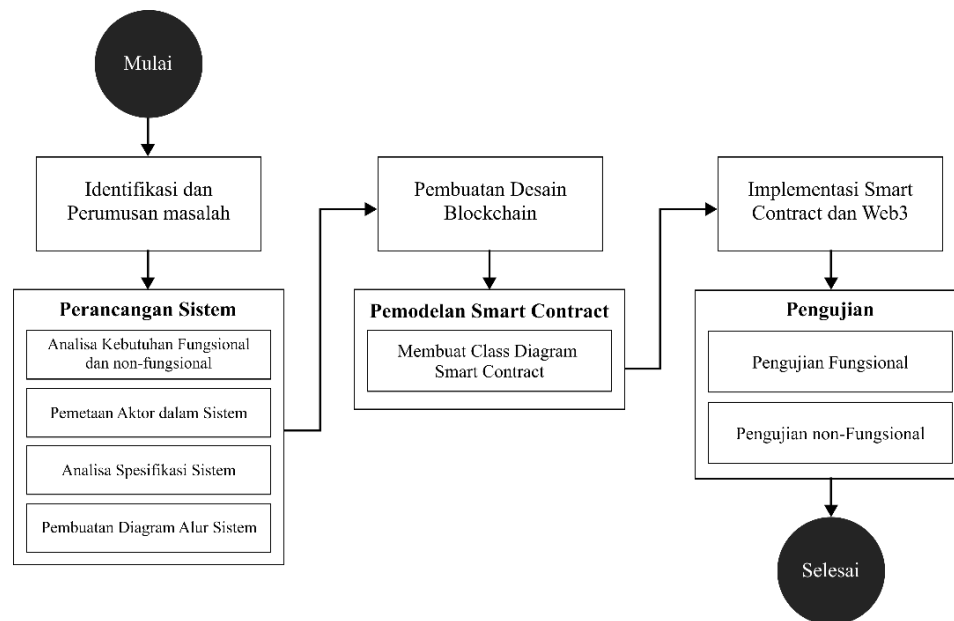 Mulai
Identifikasi dan
Perumusan masalah
Perancangan Sistem
Analisa Kebutuhan Fungsional
dan non-fungsional
Pemetaan Aktor dalam Sistem
Analisa Spesifikasi Sistem
Pembuatan Diagram Alur Sistem
Pembuatan Desain
Blockchain
Pemodelan Smart Contract
Membuat Class Diagram
Smart Contract
Implementasi Smart
Contract dan Web3
Pengujian
Pengujian Fungsional
Pengujian non-Fungsional
Selesai